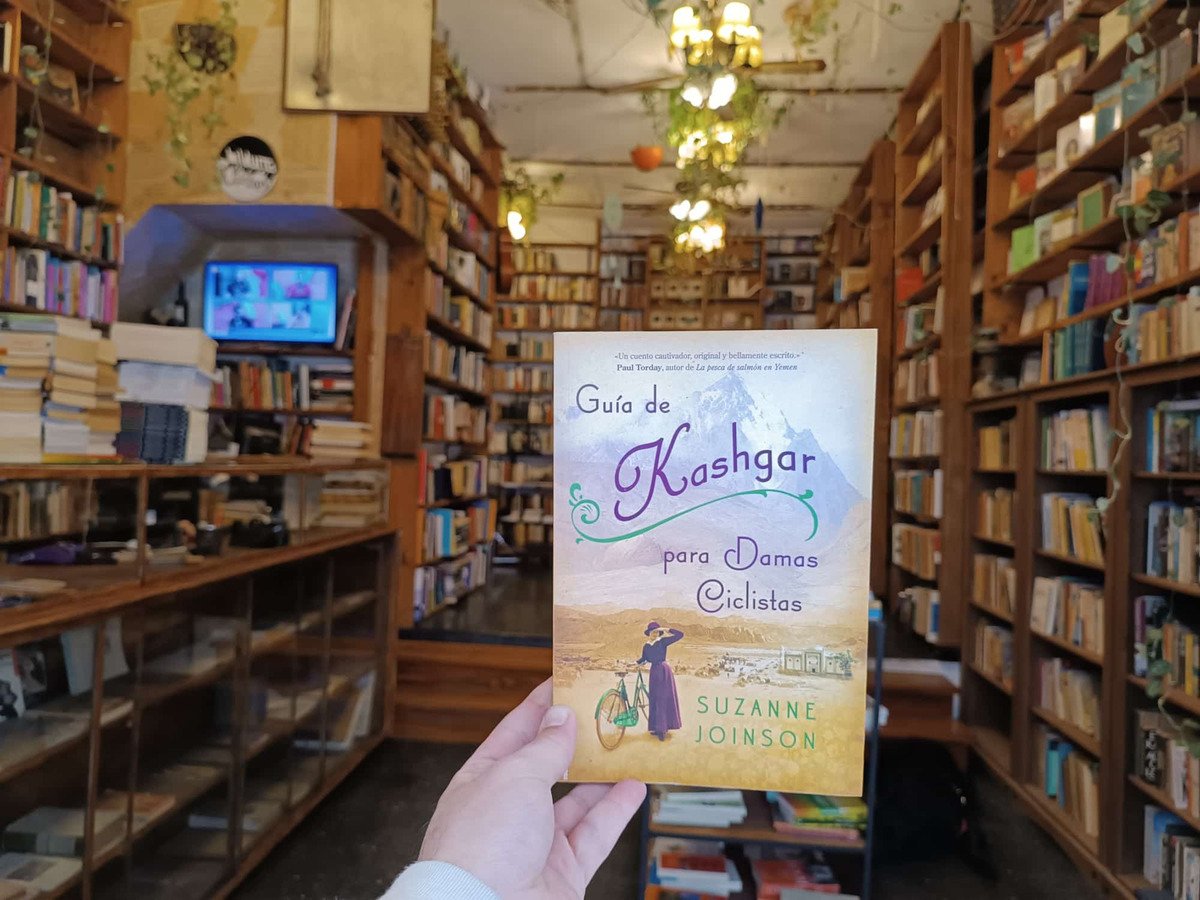 «Un cuento cautivador, original y bellamente escrito.»
Paul Torday, autor de La pesca de salmón en Yemen
Guía de
Kashgar
para Damas
Ciclistas
SUZANNE
JOINSON